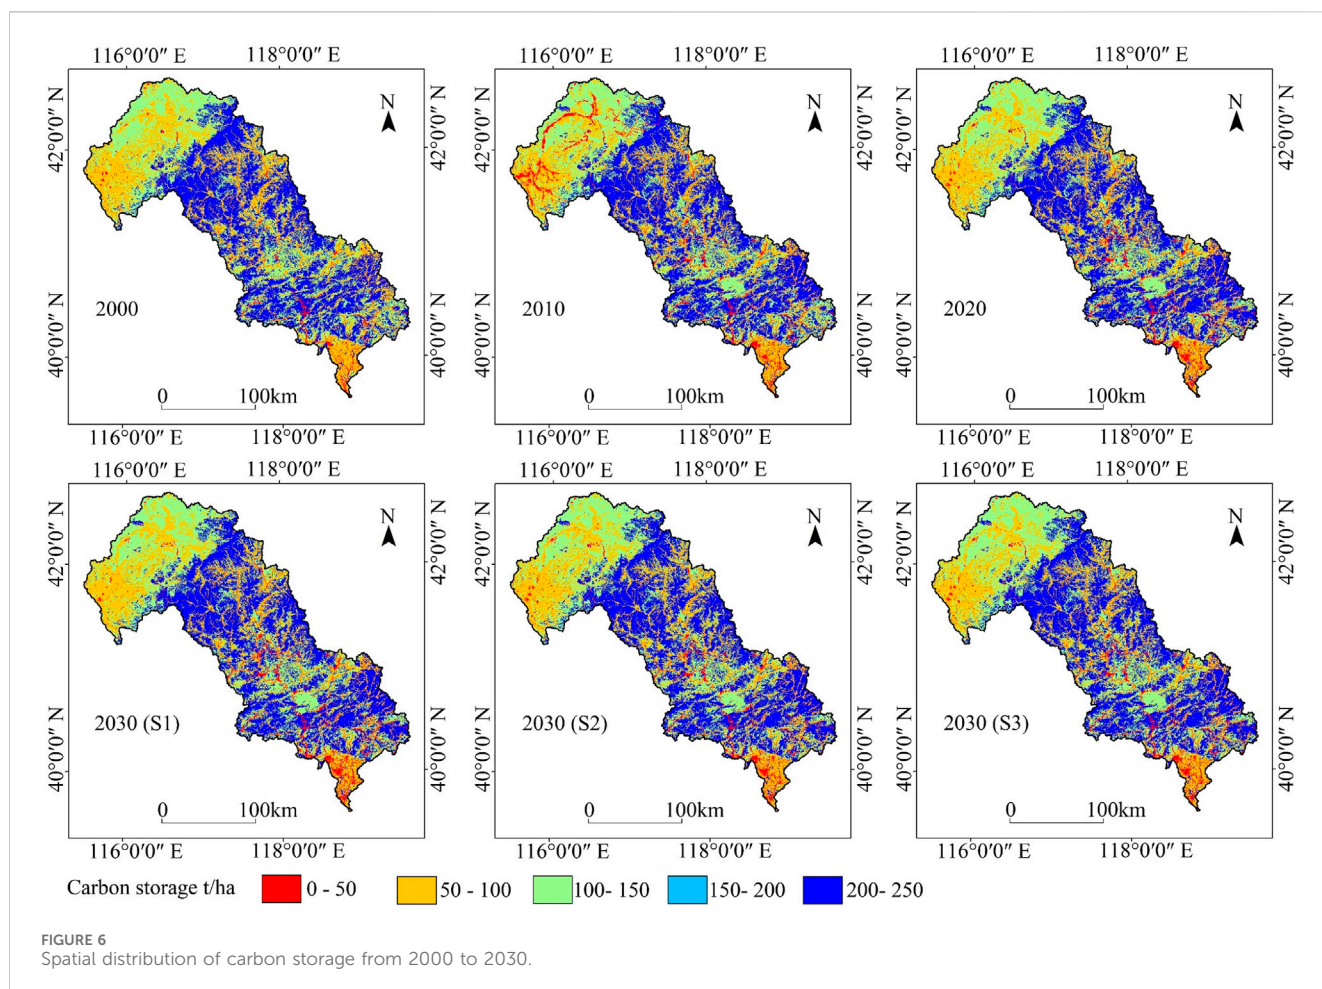 116°0′0″ E 118°0′0″ E 116°0′0″ E 118°0′0″ E 116°0′0″ E 118°0′0″ E
N N N
42°0′0″ N 42°0′0″ N 42°0′0″ N 42°0′0″ N 42°0′0″ N 42°0′0″ N
2000 2010 2020
40°0′0″ N 40°0′0″ N 40°0′0″ N 40°0′0″ N 40°0′0″ N 40°0′0″ N
0 100km 0 100km 0 100km
116°0′0″ E 118°0′0″ E 116°0′0″ E 118°0′0″ E 116°0′0″ E 118°0′0″ E
116°0′0″ E 118°0′0″ E 116°0′0″ E 118°0′0″ E 116°0′0″ E 118°0′0″ E
N N N
42°0′0″ N 42°0′0″ N 42°0′0″ N 42°0′0″ N 42°0′0″ N 42°0′0″ N
2030 (S1) 2030 (S2) 2030 (S3)
40°0′0″ N 40°0′0″ N 40°0′0″ N 40°0′0″ N 40°0′0″ N 40°0′0″ N
0 100km 0 100km 0 100km
116°0′0″ E 118°0′0″ E 116°0′0″ E 118°0′0″ E 116°0′0″ E 118°0′0″ E
Carbon storage t/ha 0 - 50 50 - 100 100- 150 150- 200 200- 250
FIGURE 6
Spatial distribution of carbon storage from 2000 to 2030.